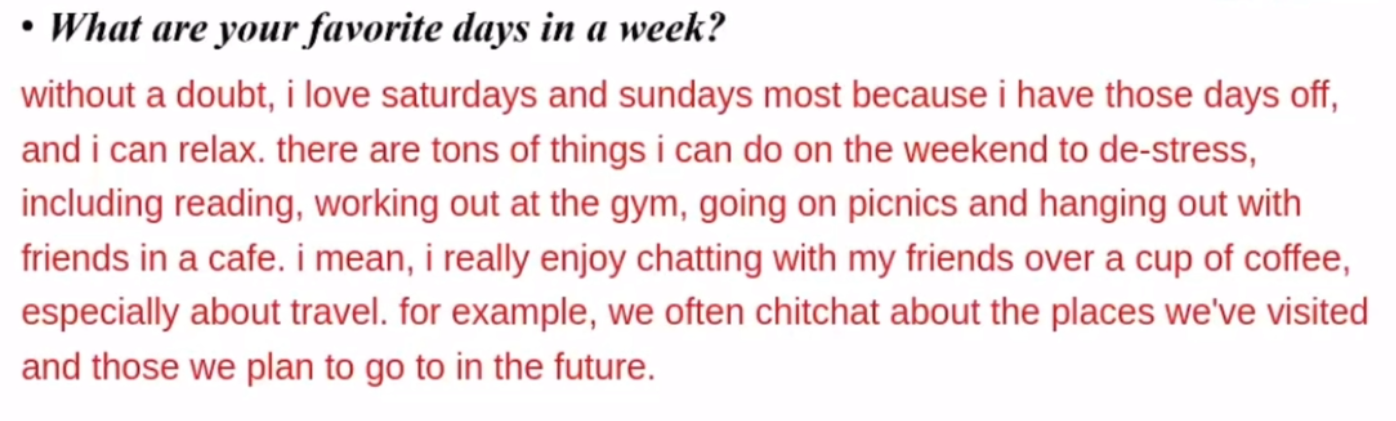 • What are your favorite days in a week?
without a doubt, i love saturdays and sundays most because i have those days off,
and i can relax. there are tons of things i can do on the weekend to de-stress,
including reading, working out at the gym, going on picnics and hanging out with
friends in a cafe. i mean, i really enjoy chatting with my friends over a cup of coffee,
especially about travel. for example, we often chitchat about the places we've visited
and those we plan to go to in the future.